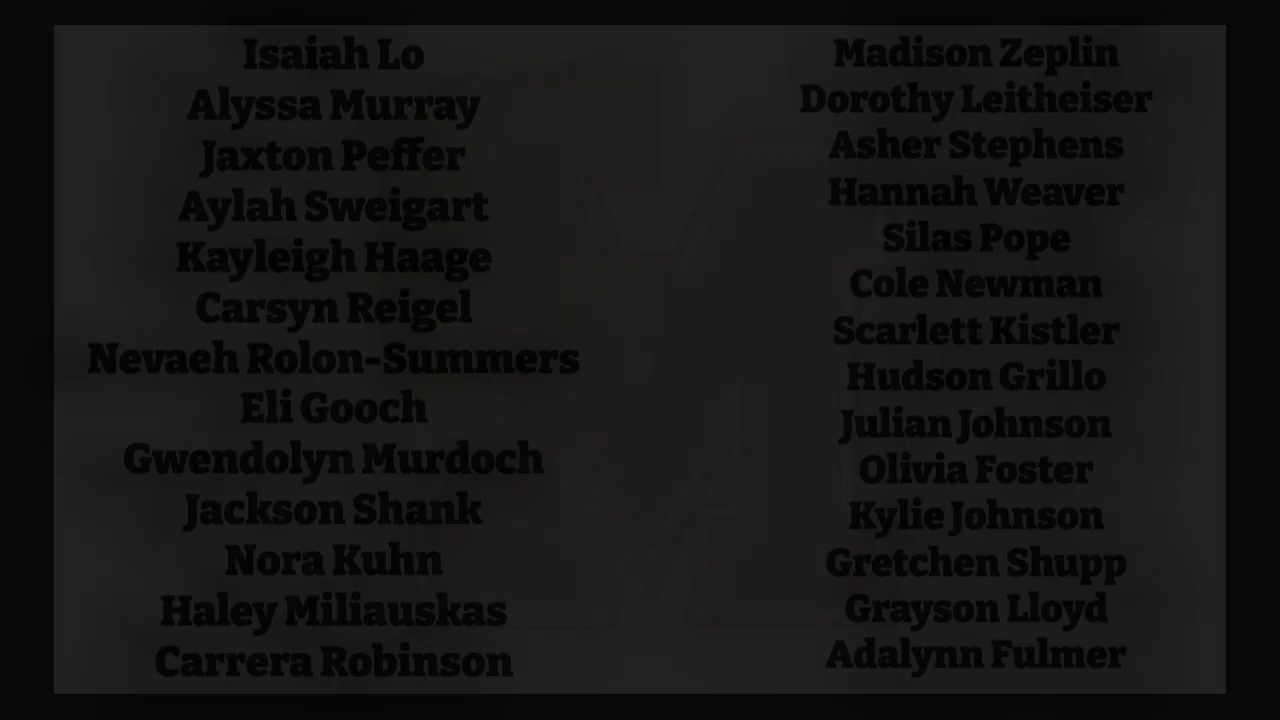 Isaiah Lo
Alyssa Murray
Jaxton Peffer
Aylah Sweigart
Kayleigh Haage
Carsyn Reigel
Nevaeh Rolon-Summers
Eli Gooch
Gwendolyn Murdoch
Jackson Shank
Nora Kuhn
Haley Miliauskas
Carrera Robinson
Madison Zeplin
Dorothy Leitheiser
Asher Stephens
Hannah Weaver
Silas Pope
Cole Newman
Scarlett Kistler
Hudson Grillo
Julian Johnson
Olivia Foster
Kylie Johnson
Gretchen Shupp
Grayson Lloyd
Adalynn Fulmer